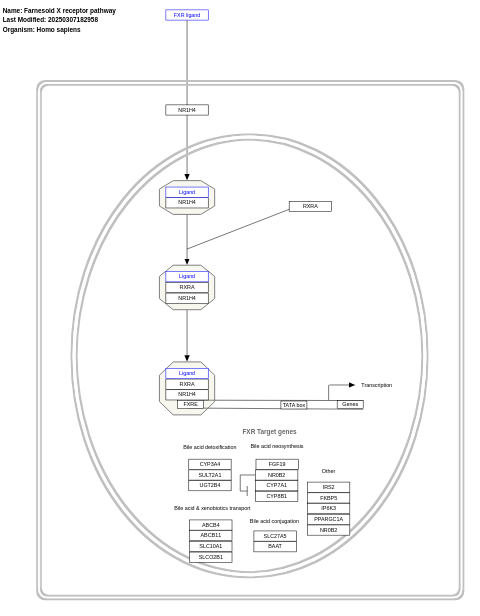 Name: Farnesoid X receptor pathway
Last Modified: 20250307182958
Organism: Homo sapiens
FXR ligand
NR1H4
Ligand
NR1H4
RXRA
Ligand
RXRA
NR1H4
Ligand
RXRA
NR1H4
FXRE
TATA box
Genes
Transcription
FXR Target genes
Bile acid detoxification
CYP3A4
SULT2A1
UGT2B4
Bile acid neosynthesis
FGF19
NR0B2
CYP7A1
CYP8B1
Other
IRS2
FKBP5
IP6K3
PPARGC1A
NR0B2
Bile acid & xenobiotics transport
ABCB4
ABCB11
SLC10A1
SLCO2B1
Bile acid conjugation
SLC27A5
BAAT